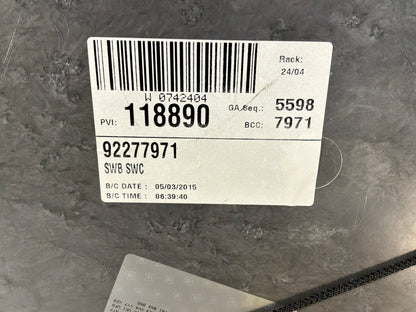 Rack:
24/04
W 0742404
PVI: 118890 GA Seq.: 5598
BCC: 7971
92277971
SWB SWC
B/C DATE : 05/03/2015
B/C TIME : 06:39:40